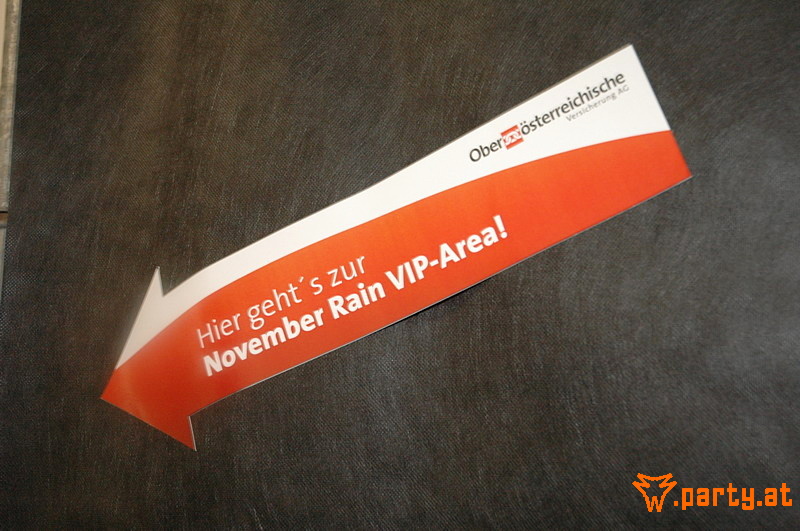 Oberösterreichische
Versicherung AG
Hier geht´s zur
November Rain VIP-Area!
.party.at